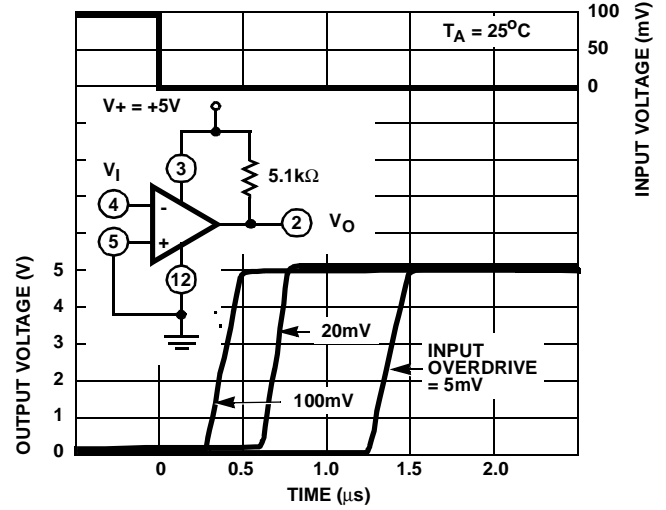 100
T_A = 25°C
50
0
INPUT VOLTAGE (mV)
V+ = +5V
3
5.1kΩ
V_I
4
-
2
V_O
5
+
12
OUTPUT VOLTAGE (V)
5
4
3
2
1
0
20mV
INPUT
OVERDRIVE
= 5mV
100mV
0
0.5
1.0
1.5
2.0
TIME (μs)